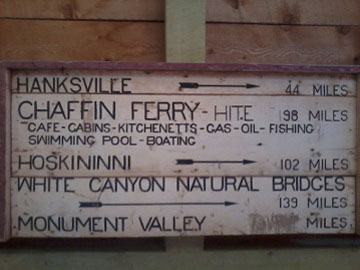 HANKSVILLE 44 MILES
CHAFFIN FERRY - HITE 98 MILES
CAFE-CABINS-KITCHENETTS-GAS-OIL-FISHING
SWIMMING POOL-BOATING
HOSKININNI 102 MILES
WHITE CANYON NATURAL BRIDGES
139 MILES
MONUMENT VALLEY MILES